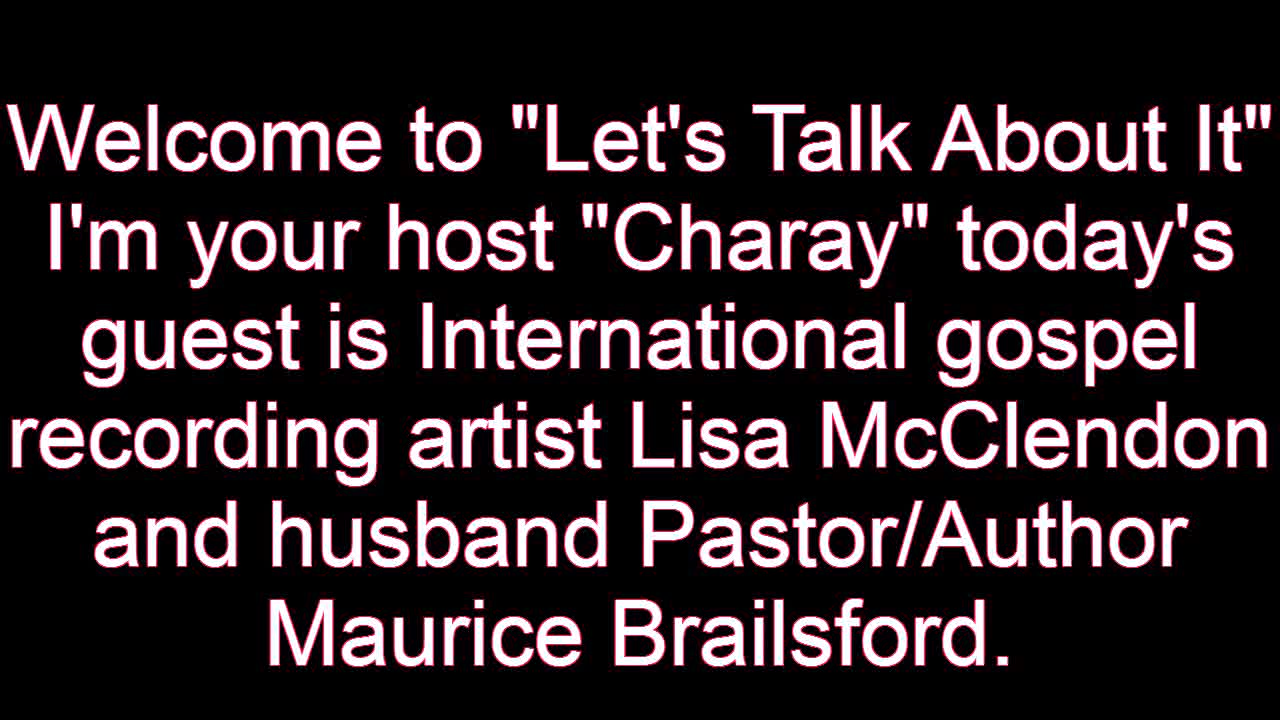 Welcome to "Let's Talk About It"
I'm your host "Charay" today's
guest is International gospel
recording artist Lisa McClendon
and husband Pastor/Author
Maurice Brailsford.